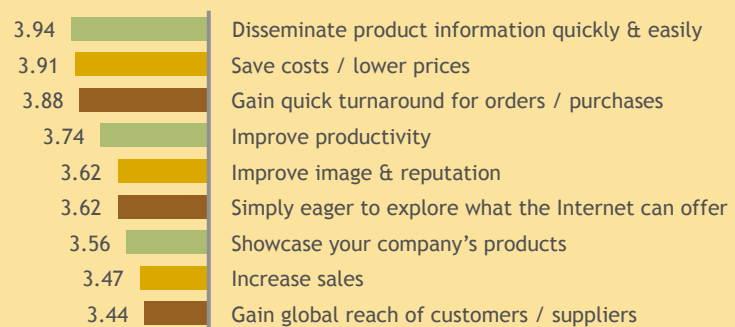 3.94 Disseminate product information quickly & easily
3.91 Save costs / lower prices
3.88 Gain quick turnaround for orders / purchases
3.74 Improve productivity
3.62 Improve image & reputation
3.62 Simply eager to explore what the Internet can offer
3.56 Showcase your company’s products
3.47 Increase sales
3.44 Gain global reach of customers / suppliers